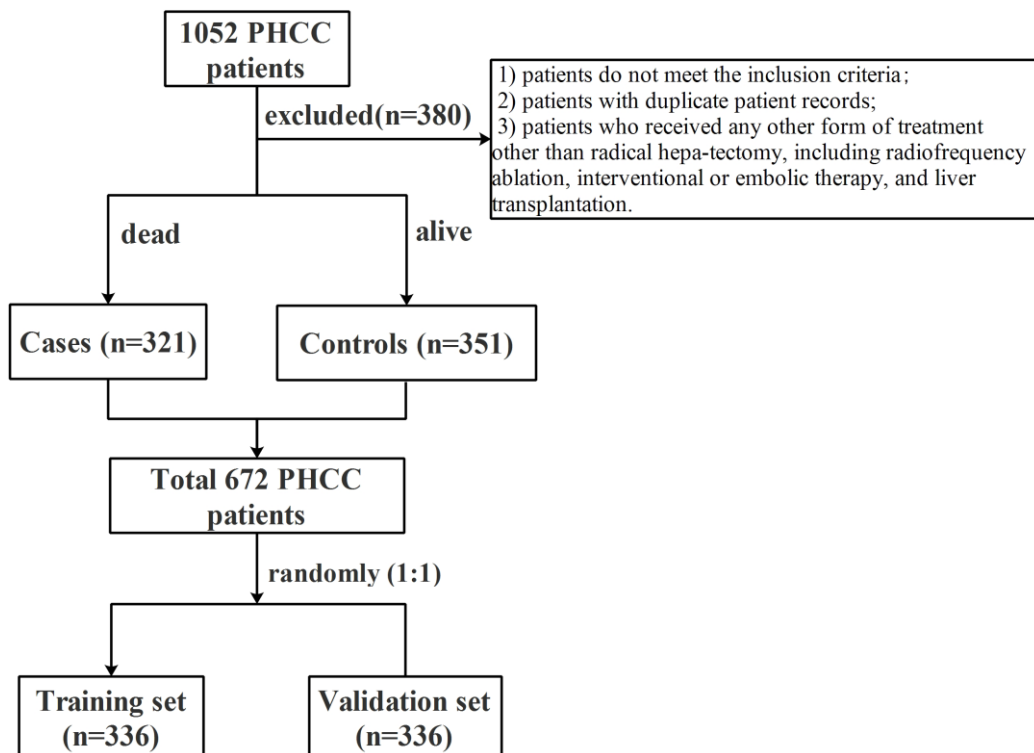 1052 PHCC
patients
excluded(n=380)
1) patients do not meet the inclusion criteria;
2) patients with duplicate patient records;
3) patients who received any other form of treatment
other than radical hepa-tectomy, including radiofrequency
ablation, interventional or embolic therapy, and liver
transplantation.
dead
alive
Cases (n=321)
Controls (n=351)
Total 672 PHCC
patients
randomly (1:1)
Training set
(n=336)
Validation set
(n=336)